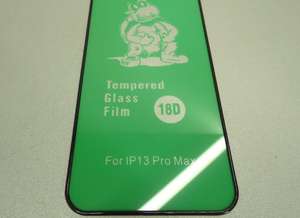 Tempered
Glass
Film
18D
For IP13 Pro Max